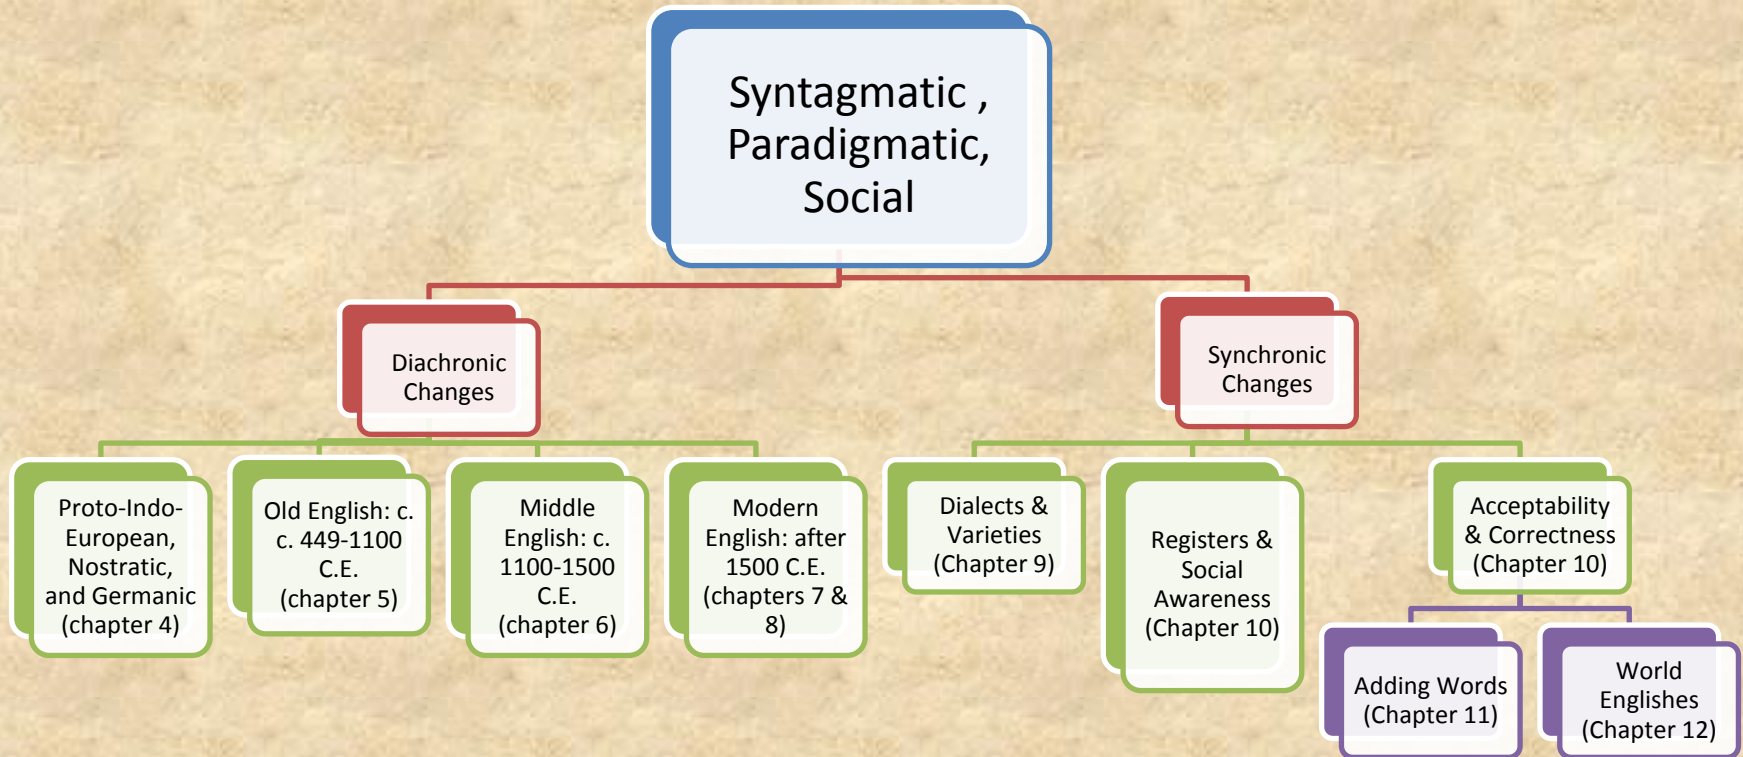 Syntagmatic ,
Paradigmatic,
Social
Diachronic
Changes
Synchronic
Changes
Proto-Indo-
European,
Nostratic,
and Germanic
(chapter 4)
Old English: c.
c. 449-1100
C.E.
(chapter 5)
Middle
English: c.
1100-1500
C.E.
(chapter 6)
Modern
English: after
1500 C.E.
(chapters 7 &
8)
Dialects &
Varieties
(Chapter 9)
Registers &
Social
Awareness
(Chapter 10)
Acceptability
& Correctness
(Chapter 10)
Adding Words
(Chapter 11)
World
Englishes
(Chapter 12)